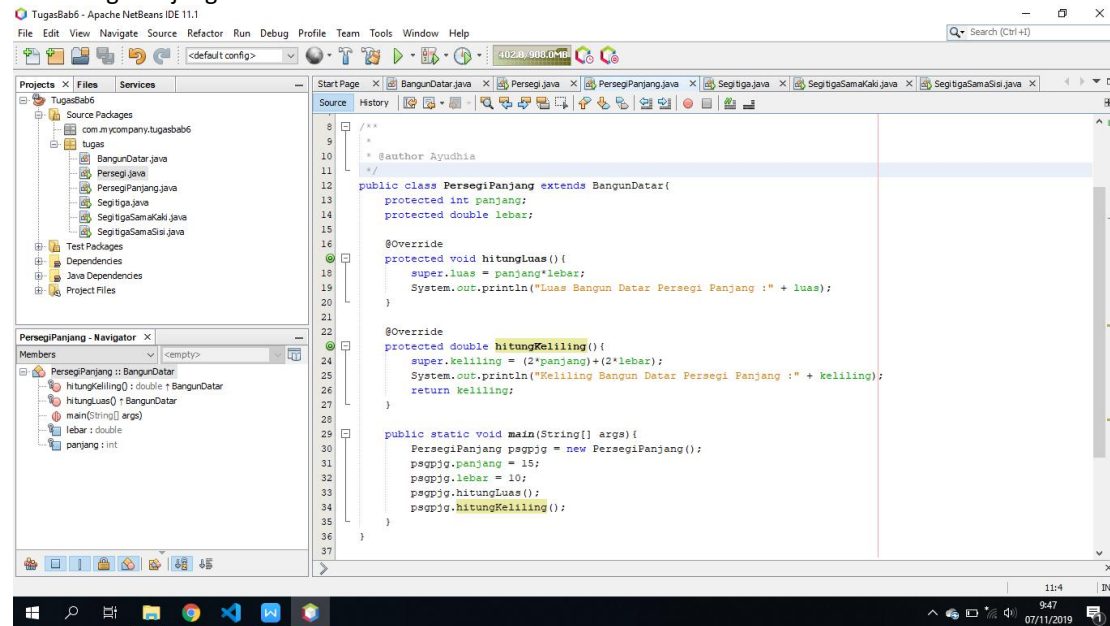 TugasBab6 - Apache NetBeans IDE 11.1
File Edit View Navigate Source Refactor Run Debug Profile Team Tools Window Help
Search (Ctrl+I)
<default config>
402.8/908.0MB
Projects Files Services
TugasBab6
Source Packages
com.mycompany.tugasbab6
tugas
BangunDatar.java
Persegi.java
PersegiPanjang.java
Segitiga.java
SegitigaSamaKaki.java
SegitigaSamaSisi.java
Test Packages
Dependencies
Java Dependencies
Project Files
PersegiPanjang - Navigator
Members <empty>
PersegiPanjang :: BangunDatar
hitungKeliling() : double ↑ BangunDatar
hitungLuas() ↑ BangunDatar
main(String[] args)
lebar : double
panjang : int
Start Page BangunDatar.java Persegi.java PersegiPanjang.java Segitiga.java SegitigaSamaKaki.java SegitigaSamaSisi.java
Source History
8 /**
9 *
10 * @author Ayudhia
11 */
12 public class PersegiPanjang extends BangunDatar{
13 protected int panjang;
14 protected double lebar;
15
16 @Override
protected void hitungLuas(){
18 super.luas = panjang*lebar;
19 System.out.println("Luas Bangun Datar Persegi Panjang :" + luas);
20 }
21
22 @Override
protected double hitungKeliling(){
24 super.keliling = (2*panjang)+(2*lebar);
25 System.out.println("Keliling Bangun Datar Persegi Panjang :" + keliling);
26 return keliling;
27 }
28
29 public static void main(String[] args){
30 PersegiPanjang psgpjg = new PersegiPanjang();
31 psgpjg.panjang = 15;
32 psgpjg.lebar = 10;
33 psgpjg.hitungLuas();
34 psgpjg.hitungKeliling();
35 }
36 }
37
11:4 IN
9:47
07/11/2019